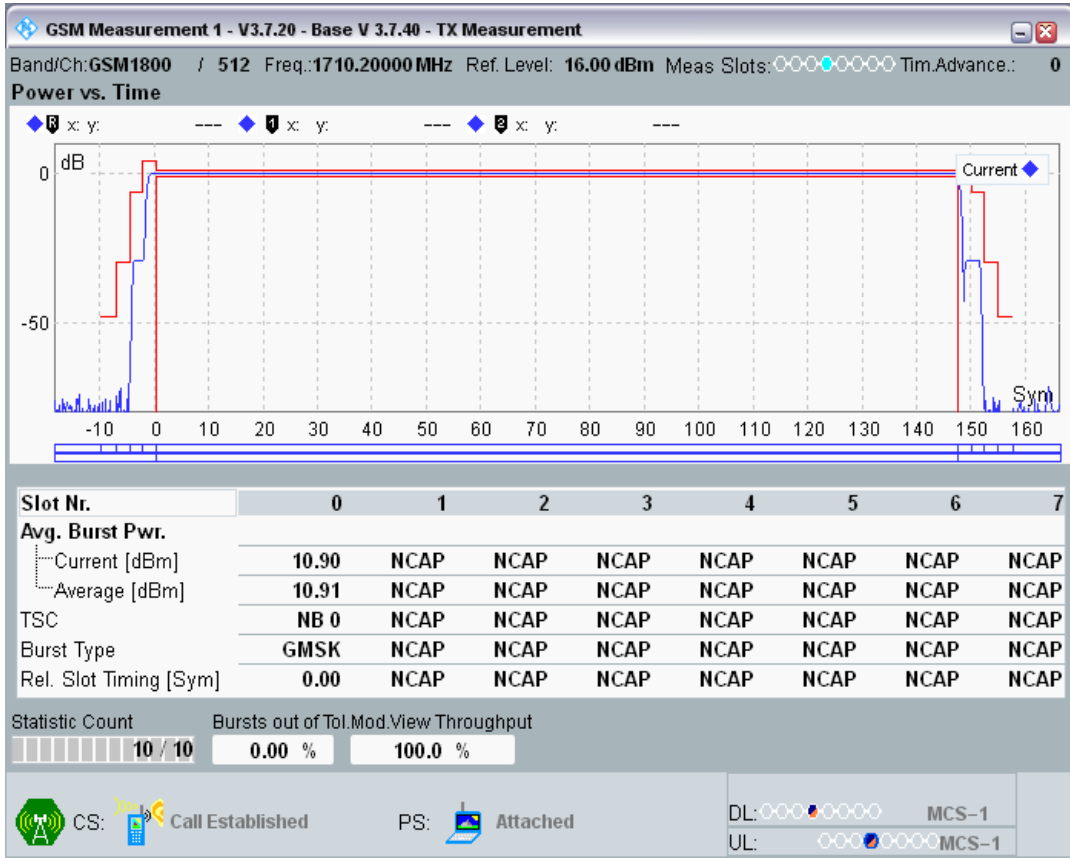 GSM Measurement 1 - V3.7.20 - Base V 3.7.40 - TX Measurement
Band/Ch:GSM1800 / 512 Freq.:1710.20000 MHz Ref. Level: 16.00 dBm Meas Slots: Tim.Advance.: 0
Power vs. Time
R x: y: --- 1 x: y: --- 2 x: y: ---
dB
Current
0
-50
Sym
-10 0 10 20 30 40 50 60 70 80 90 100 110 120 130 140 150 160
Slot Nr. 0 1 2 3 4 5 6 7
Avg. Burst Pwr.
Current [dBm] 10.90 NCAP NCAP NCAP NCAP NCAP NCAP NCAP
Average [dBm] 10.91 NCAP NCAP NCAP NCAP NCAP NCAP NCAP
TSC NB 0 NCAP NCAP NCAP NCAP NCAP NCAP NCAP
Burst Type GMSK NCAP NCAP NCAP NCAP NCAP NCAP NCAP
Rel. Slot Timing [Sym] 0.00 NCAP NCAP NCAP NCAP NCAP NCAP NCAP
Statistic Count Bursts out of Tol.Mod.View Throughput
10 / 10 0.00 % 100.0 %
CS: Call Established PS: Attached
DL: MCS-1
UL: MCS-1